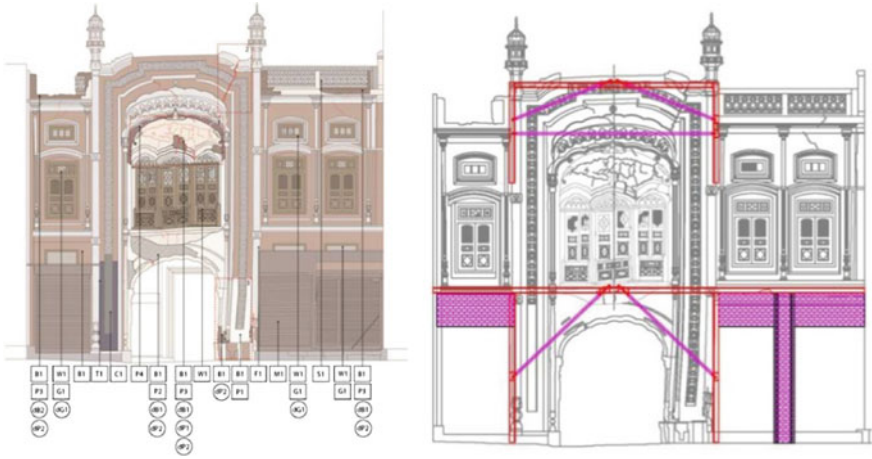 B1 W1 B1 T1 C1 P4 B1 B1 W1 B1 B1 F1 M1 W1 S1 W1 B1
P3 G1 P2 P3 dP2 P1 G1 G1 P3
dB2 dG1 dB1 dB1 dG1 dB1
dP2 dP2 dP1 dP2
dP2